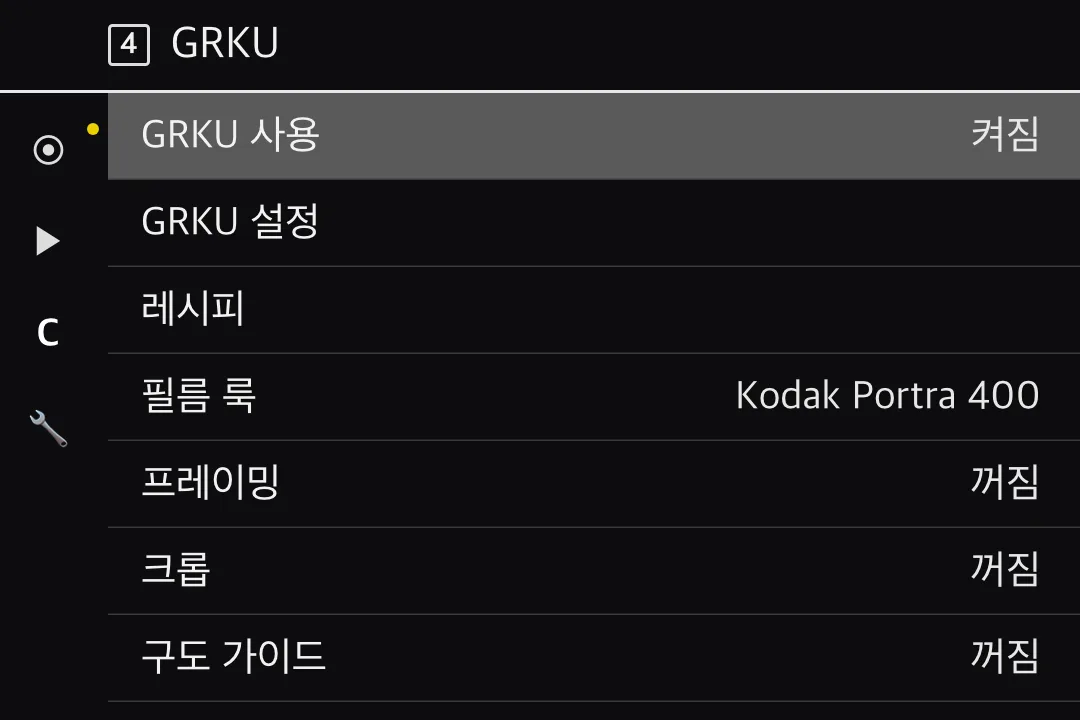 4 GRKU
GRKU 사용 켜짐
GRKU 설정
C
레시피
필름 룩 Kodak Portra 400
프레이밍 꺼짐
크롭 꺼짐
구도 가이드 꺼짐